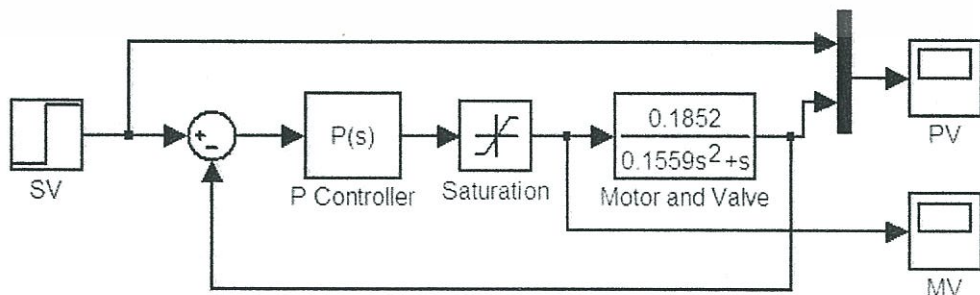 SV
+
-
P(s)
P Controller
Saturation
0.1852
0.1559s²+s
Motor and Valve
PV
MV